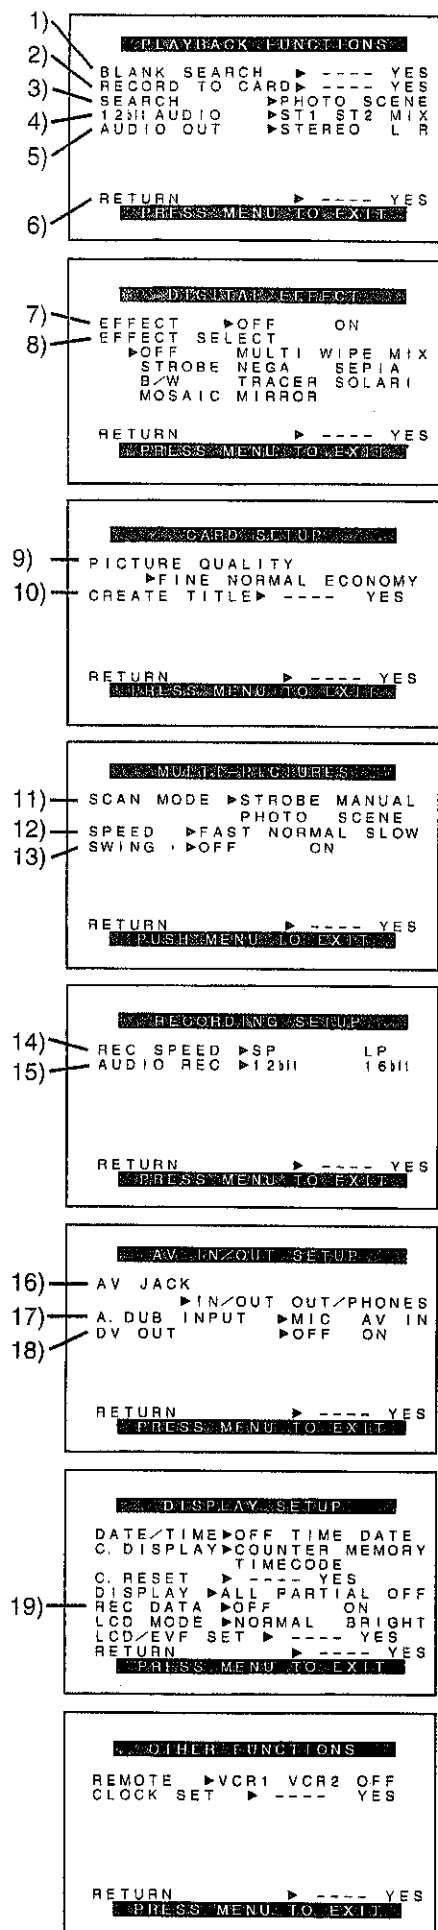 1)
PLAYBACK FUNCTIONS
2)
BLANK SEARCH ▶ ---- YES
3)
RECORD TO CARD▶ ---- YES
SEARCH ▶PHOTO SCENE
4)
12bit AUDIO ▶ST1 ST2 MIX
AUDIO OUT ▶STEREO L R
5)
RETURN ▶ ---- YES
6)
PRESS MENU TO EXIT
DIGITAL EFFECT
7)
EFFECT ▶OFF ON
8)
EFFECT SELECT
▶OFF MULTI WIPE MIX
STROBE NEGA SEPIA
B/W TRACER SOLARI
MOSAIC MIRROR
RETURN ▶ ---- YES
PRESS MENU TO EXIT
CARD SETUP
9)
PICTURE QUALITY
▶FINE NORMAL ECONOMY
10)
CREATE TITLE▶ ---- YES
RETURN ▶ ---- YES
PRESS MENU TO EXIT
MULTI-PICTURES
11)
SCAN MODE ▶STROBE MANUAL
PHOTO SCENE
12)
SPEED ▶FAST NORMAL SLOW
13)
SWING ▶OFF ON
RETURN ▶ ---- YES
PUSH MENU TO EXIT
RECORDING SETUP
14)
REC SPEED ▶SP LP
15)
AUDIO REC ▶12bit 16bit
RETURN ▶ ---- YES
PRESS MENU TO EXIT
AV IN/OUT SETUP
16)
AV JACK
▶IN/OUT OUT/PHONES
17)
A. DUB INPUT ▶MIC AV IN
18)
DV OUT ▶OFF ON
RETURN ▶ ---- YES
PRESS MENU TO EXIT
DISPLAY SETUP
DATE/TIME▶OFF TIME DATE
C. DISPLAY▶COUNTER MEMORY
TIMECODE
C. RESET ▶ ---- YES
DISPLAY ▶ALL PARTIAL OFF
19)
REC DATA ▶OFF ON
LCD MODE ▶NORMAL BRIGHT
LCD/EVF SET ▶ ---- YES
RETURN ▶ ---- YES
PRESS MENU TO EXIT
OTHER FUNCTIONS
REMOTE ▶VCR1 VCR2 OFF
CLOCK SET ▶ ---- YES
RETURN ▶ ---- YES
PRESS MENU TO EXIT